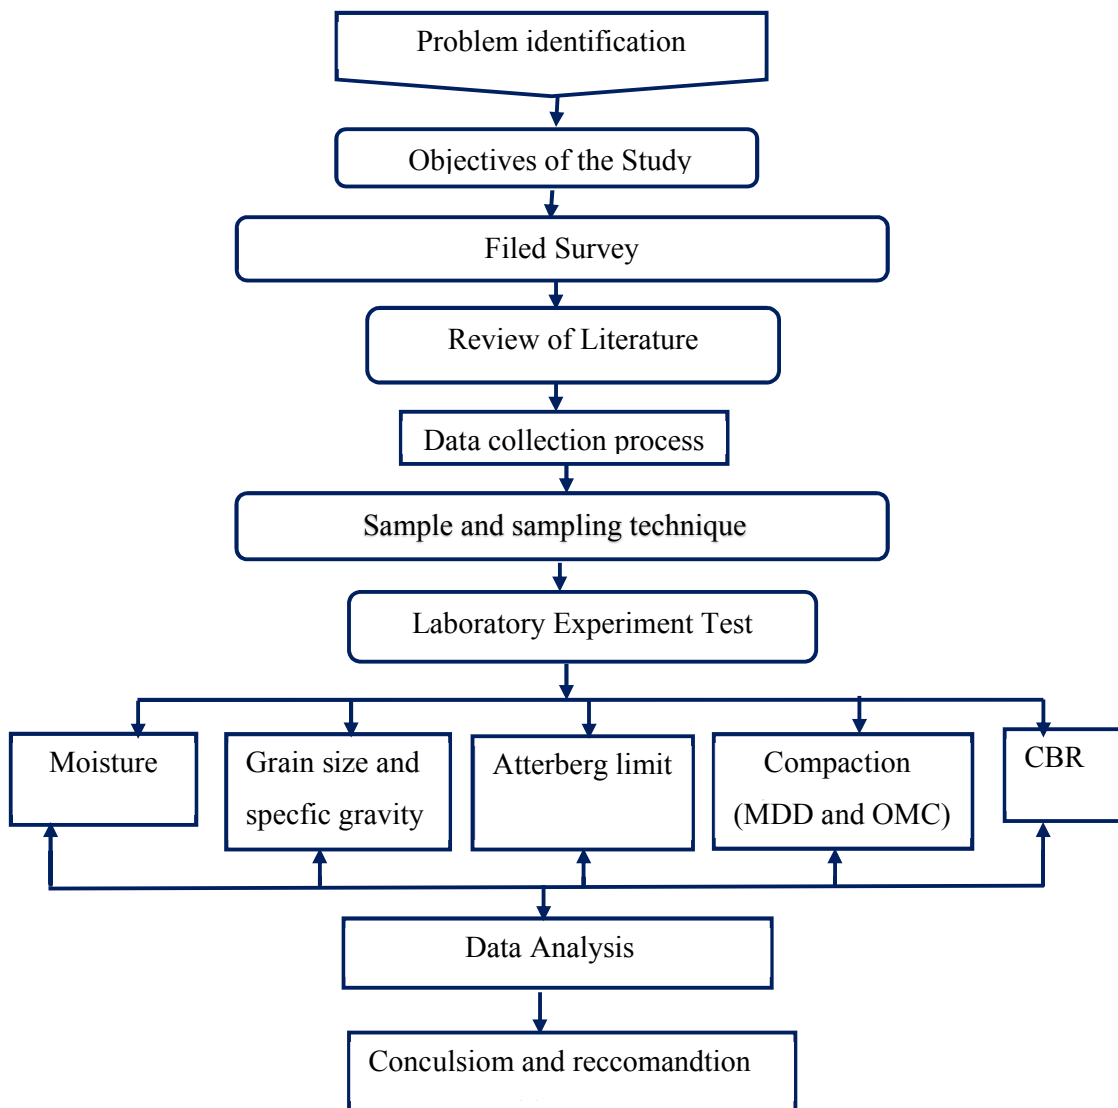 Problem identification
Objectives of the Study
Filed Survey
Review of Literature
Data collection process
Sample and sampling technique
Laboratory Experiment Test
Moisture
Grain size and
specfic gravity
Atterberg limit
Compaction
(MDD and OMC)
CBR
Data Analysis
Conculsiom and reccomandtion